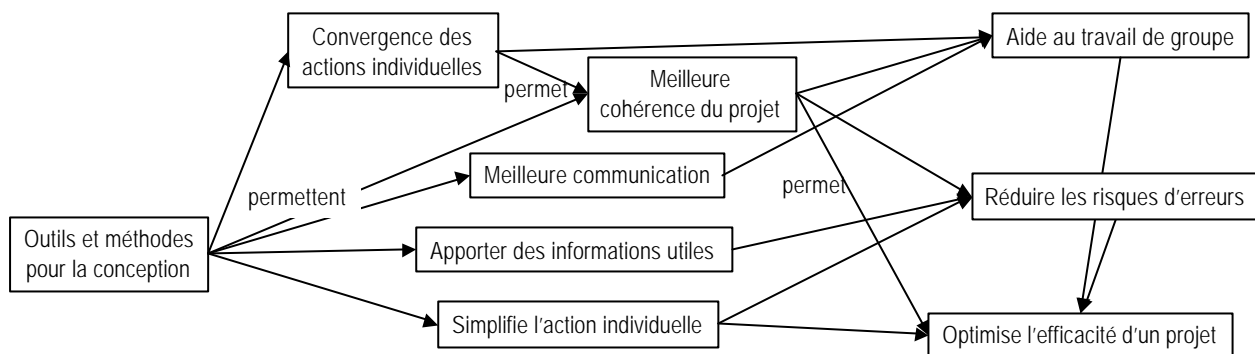 Convergence des
actions individuelles
Aide au travail de groupe
permet
Meilleure
cohérence du projet
Meilleure communication
permet
permettent
Réduire les risques d'erreurs
Outils et méthodes
pour la conception
Apporter des informations utiles
Simplifie l'action individuelle
Optimise l'efficacité d'un projet